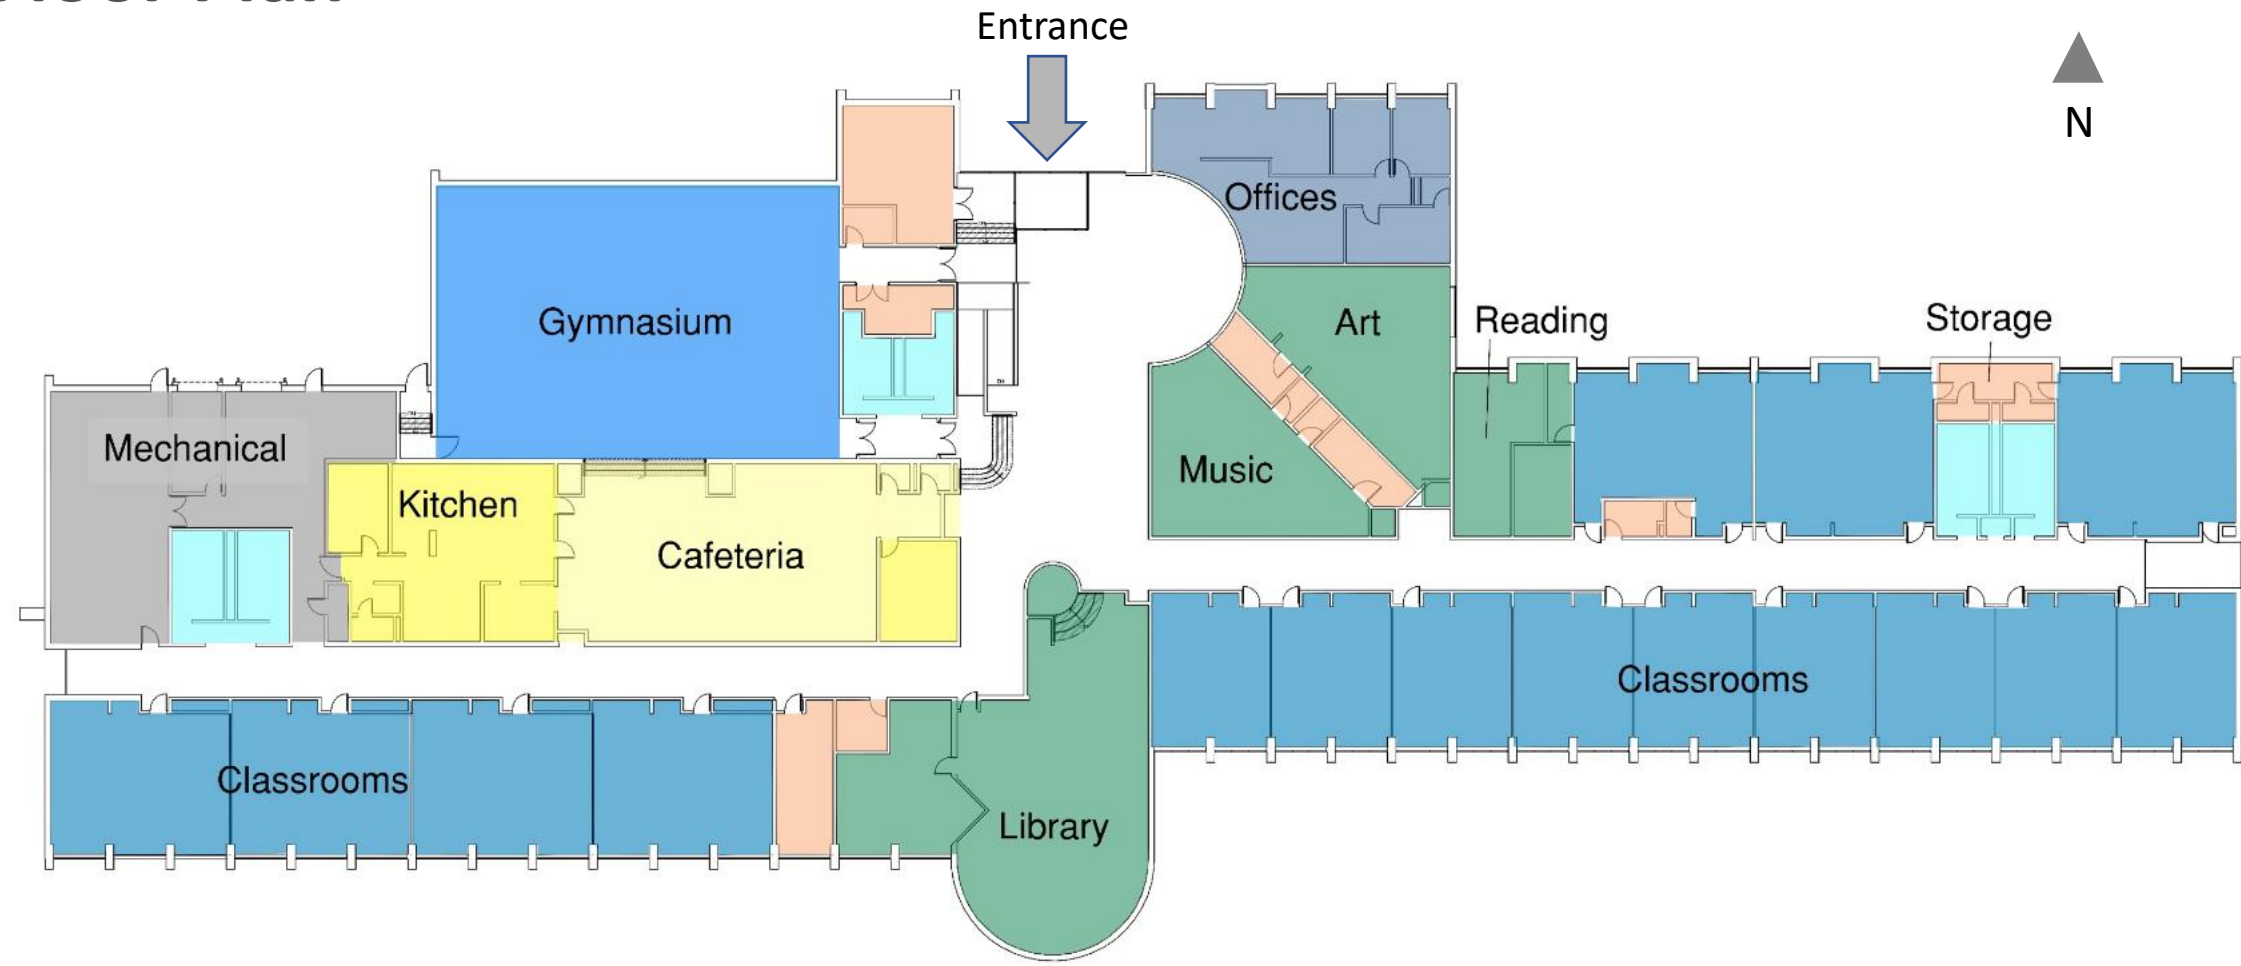 Entrance
N
Offices
Gymnasium
Art
Reading
Storage
Mechanical
Kitchen
Music
Cafeteria
Classrooms
Classrooms
Library